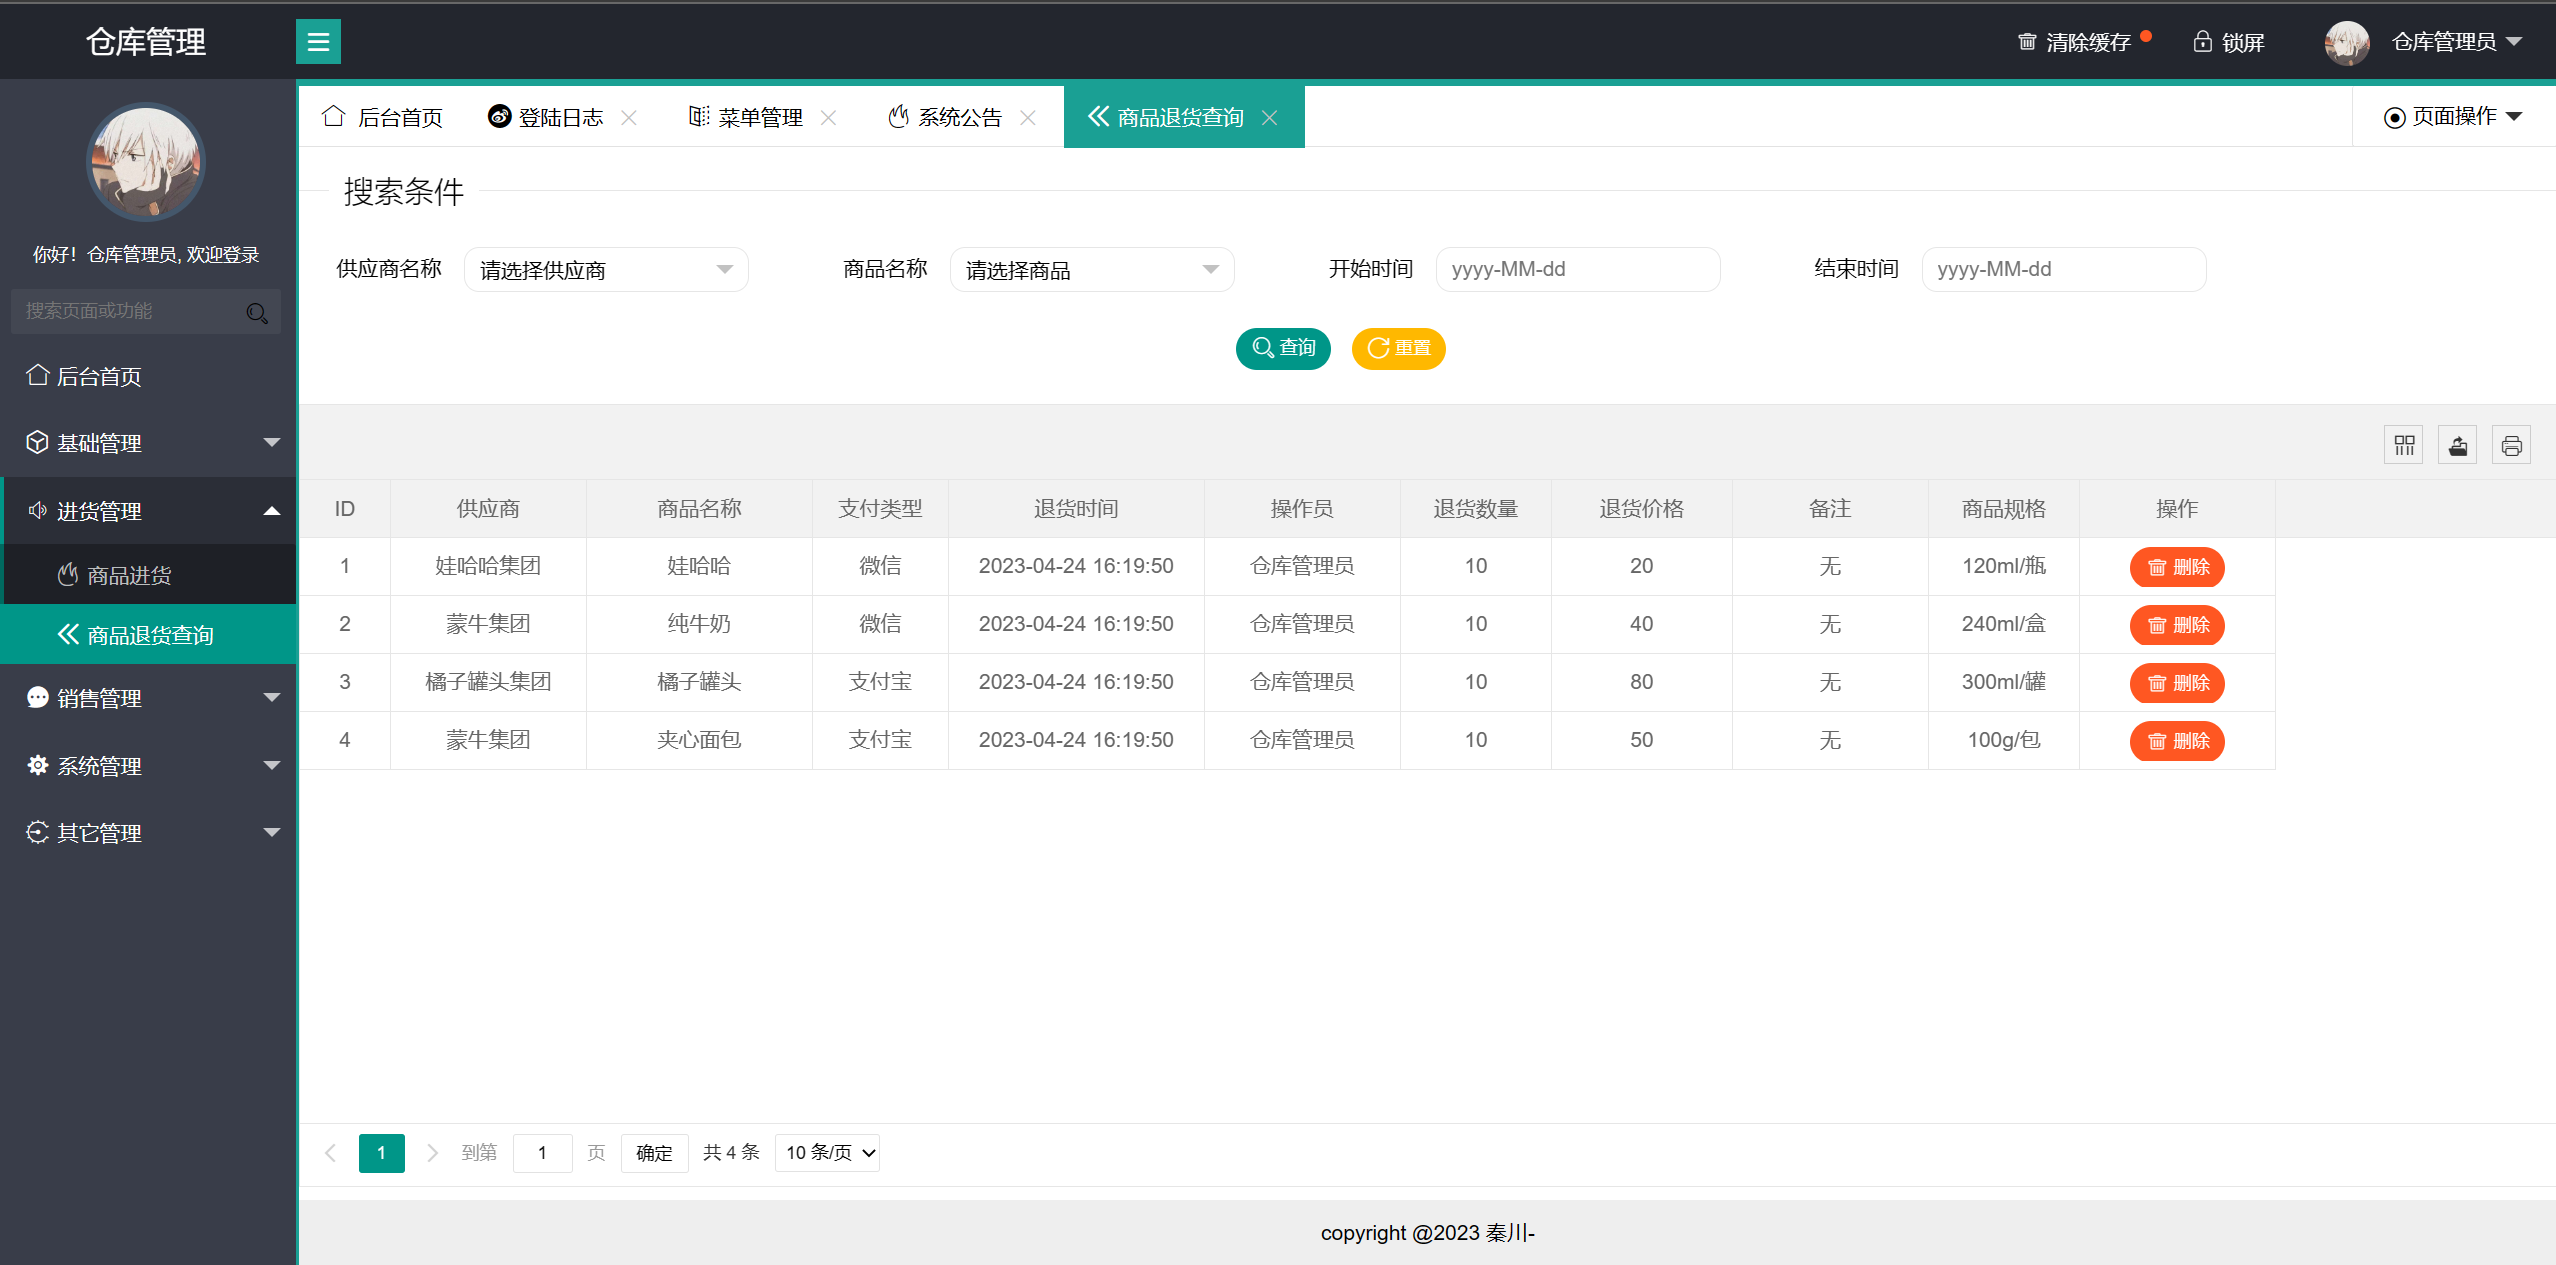 仓库管理
清除缓存 锁屏 仓库管理员
你好！仓库管理员, 欢迎登录
搜索页面或功能
后台首页
基础管理
进货管理
商品进货
商品退货查询
销售管理
系统管理
其它管理
后台首页 登陆日志 菜单管理 系统公告 商品退货查询 页面操作
搜索条件
供应商名称 请选择供应商 商品名称 请选择商品 开始时间 yyyy-MM-dd 结束时间 yyyy-MM-dd
查询 重置
ID 供应商 商品名称 支付类型 退货时间 操作员 退货数量 退货价格 备注 商品规格 操作
1 娃哈哈集团 娃哈哈 微信 2023-04-24 16:19:50 仓库管理员 10 20 无 120ml/瓶 删除
2 蒙牛集团 纯牛奶 微信 2023-04-24 16:19:50 仓库管理员 10 40 无 240ml/盒 删除
3 橘子罐头集团 橘子罐头 支付宝 2023-04-24 16:19:50 仓库管理员 10 80 无 300ml/罐 删除
4 蒙牛集团 夹心面包 支付宝 2023-04-24 16:19:50 仓库管理员 10 50 无 100g/包 删除
1 到第 1 页 确定 共 4 条 10 条/页
copyright @2023 秦川-